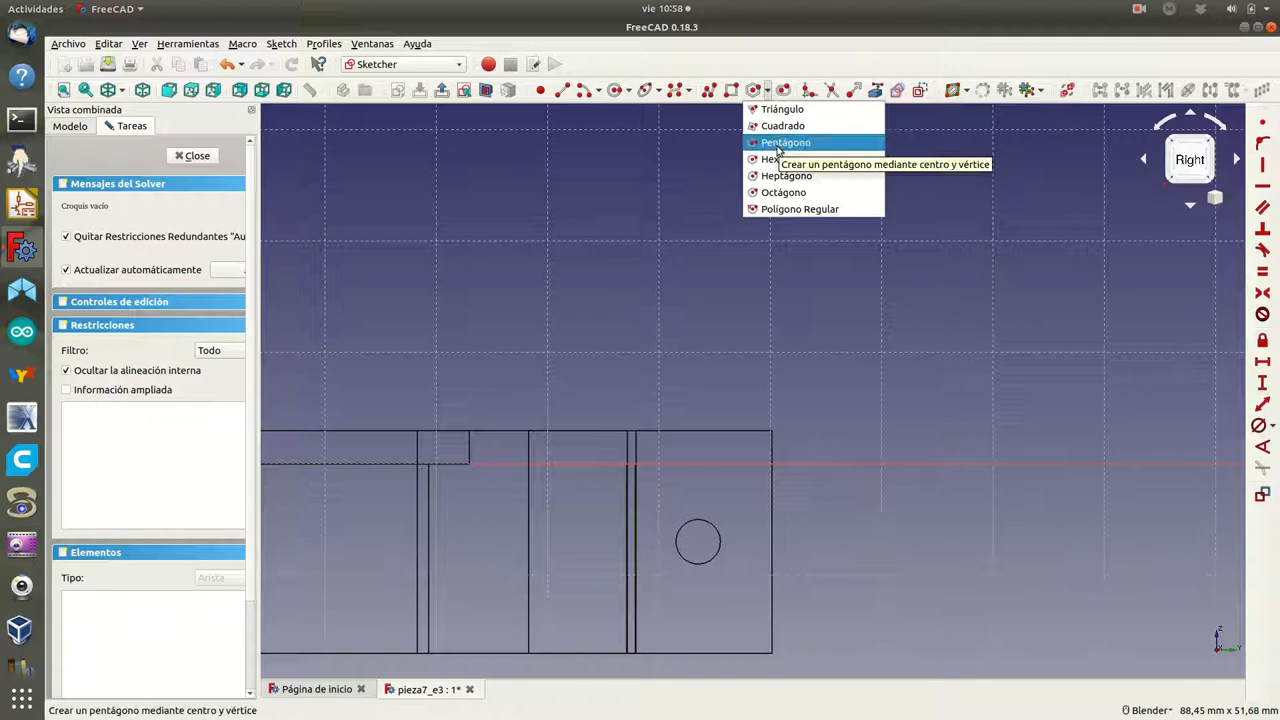 Actividades
FreeCAD
vie 10:58
FreeCAD 0.18.3
Archivo Editar Ver Herramientas Macro Sketch Profiles Ventanas Ayuda
Sketcher
Vista combinada
Modelo Tareas
Close
Mensajes del Solver
Croquis vacío
Quitar Restricciones Redundantes "Au
Actualizar automáticamente
Controles de edición
Restricciones
Filtro: Todo
Ocultar la alineación interna
Información ampliada
Elementos
Tipo: Arista
Triángulo
Cuadrado
Pentágono
Hex
Crear un pentágono mediante centro y vértice
Heptágono
Octágono
Polígono Regular
Right
Z
Y
Página de inicio
pieza7_e3 : 1*
Crear un pentágono mediante centro y vértice
Blender
88,45 mm x 51,68 mm